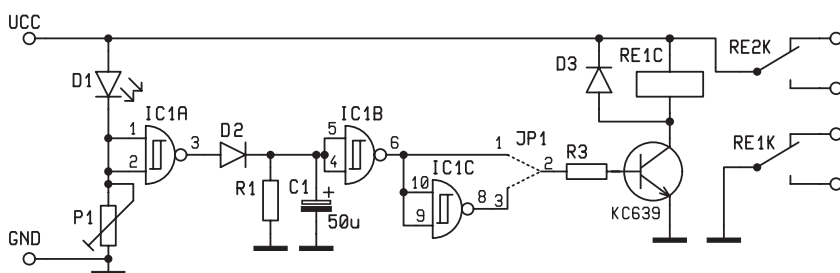 UCC
D1
IC1A
1
2
3
D2
IC1B
5
4
6
R1
C1
+
50u
P1
GND
IC1C
10
9
8
3
1
JP1
2
R3
D3
RE1C
KC639
RE2K
RE1K